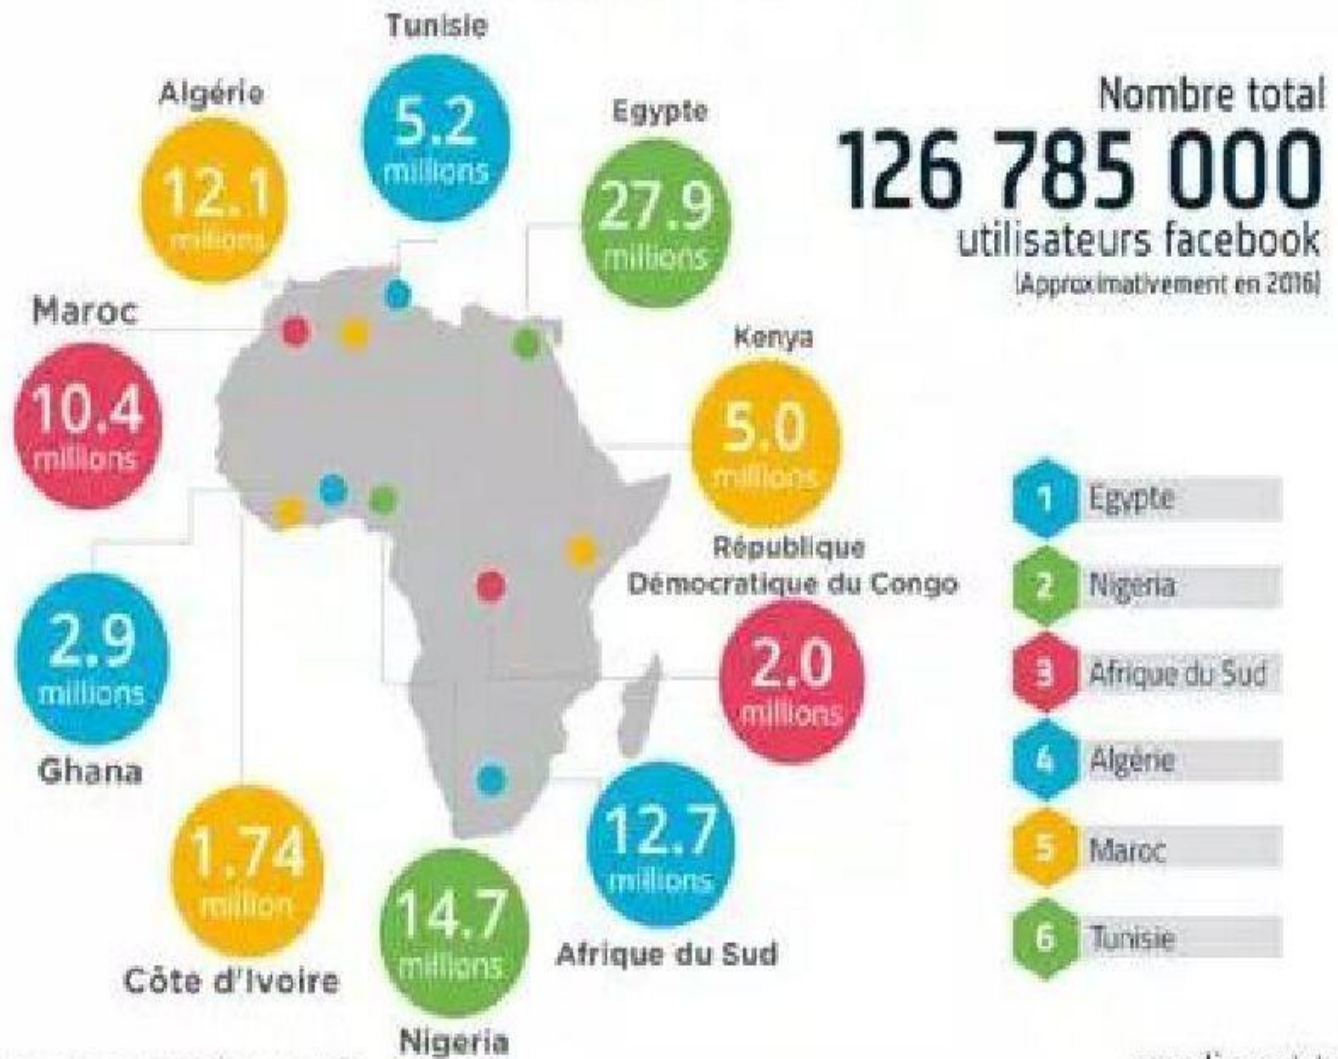 Tunisie
5.2
millions
Algérie
12.1
millions
Egypte
27.9
millions
Nombre total
126 785 000
utilisateurs facebook
(Approximativement en 2016)
Maroc
10.4
millions
Kenya
5.0
millions
République
Démocratique du Congo
2.0
millions
2.9
millions
Ghana
1.74
million
Côte d'Ivoire
14.7
millions
Nigeria
12.7
millions
Afrique du Sud
1 Egypte
2 Nigeria
3 Afrique du Sud
4 Algérie
5 Maroc
6 Tunisie